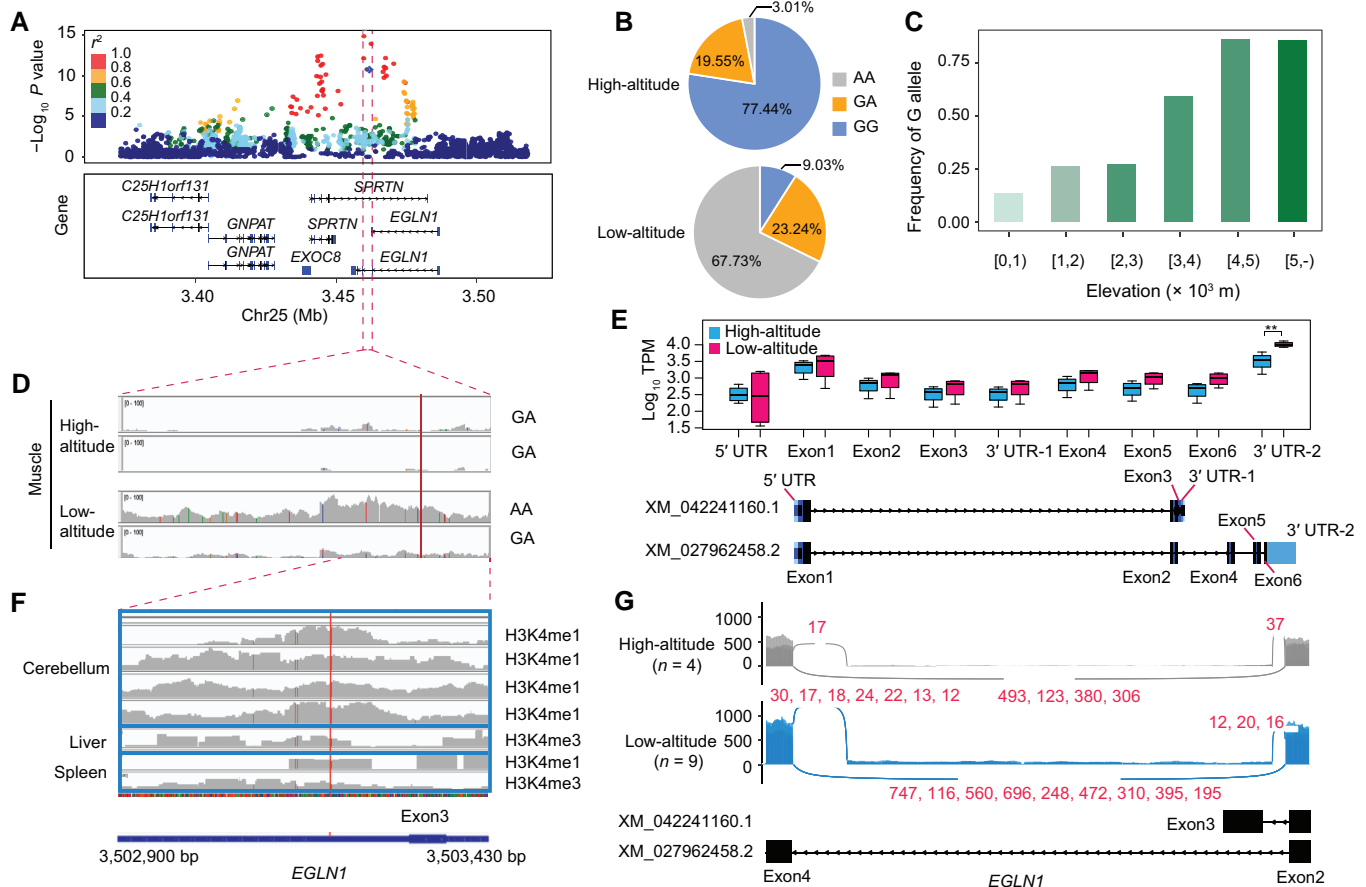 A
−Log₁₀ P value
15
10
5
0
r²
1.0
0.8
0.6
0.4
0.2
Gene
C25H1orf131
SPRTN
C25H1orf131
GNPAT
SPRTN
EGLN1
GNPAT
EXOC8
EGLN1
3.40
3.45
3.50
Chr25 (Mb)
B
3.01%
19.55%
High-altitude
77.44%
AA
GA
GG
9.03%
Low-altitude
23.24%
67.73%
C
Frequency of G allele
0.75
0.50
0.25
0.00
[0,1)
[1,2)
[2,3)
[3,4)
[4,5)
[5,-)
Elevation (× 10³ m)
D
Muscle
High-altitude
[0 - 100]
GA
[0 - 100]
GA
Low-altitude
[0 - 100]
AA
[0 - 100]
GA
E
High-altitude
Low-altitude
**
Log₁₀ TPM
4.0
3.5
3.0
2.5
2.0
1.5
5′ UTR
Exon1
Exon2
Exon3
3′ UTR-1
Exon4
Exon5
Exon6
3′ UTR-2
5′ UTR
Exon3
3′ UTR-1
XM_042241160.1
Exon5
3′ UTR-2
XM_027962458.2
Exon1
Exon2
Exon4
Exon6
F
Cerebellum
H3K4me1
H3K4me1
H3K4me1
H3K4me1
Liver
H3K4me3
Spleen
H3K4me1
H3K4me3
Exon3
3,502,900 bp
3,503,430 bp
EGLN1
G
1000
500
0
High-altitude
(n = 4)
17
37
30, 17, 18, 24, 22, 13, 12
493, 123, 380, 306
1000
500
0
Low-altitude
(n = 9)
12, 20, 16
747, 116, 560, 696, 248, 472, 310, 395, 195
XM_042241160.1
Exon3
XM_027962458.2
Exon4
EGLN1
Exon2